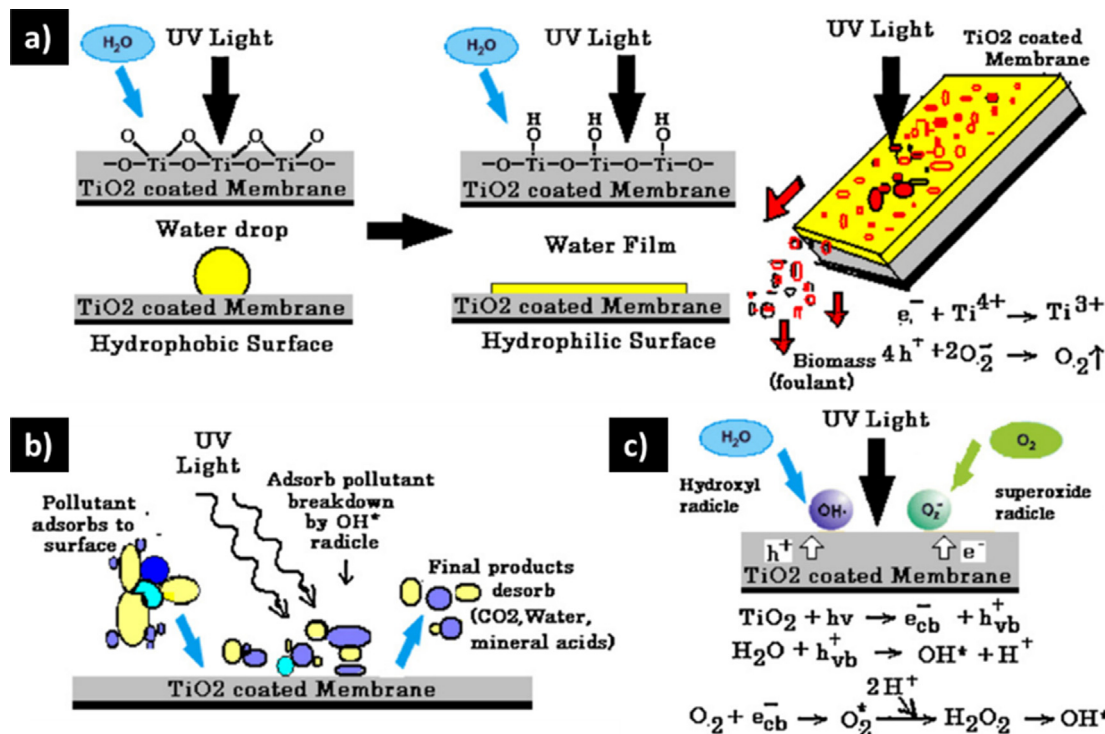 a)
H₂O
UV Light
O O O O
–O–Ti–O–Ti–O–Ti–O–
TiO2 coated Membrane
Water drop
TiO2 coated Membrane
Hydrophobic Surface
H₂O
UV Light
H H H
O O O
–O–Ti–O–Ti–O–Ti–O–
TiO2 coated Membrane
Water Film
TiO2 coated Membrane
Hydrophilic Surface
UV Light
TiO2 coated
Membrane
Biomass
(foulant)
e⁻ + Ti⁴⁺ → Ti³⁺
4h⁺ + 2O₂⁻ → O₂↑
b)
UV
Light
Pollutant
adsorbs to
surface
Adsorb pollutant
breakdown
by OH*
radicle
Final products
desorb
(CO2,Water,
mineral acids)
TiO2 coated Membrane
c)
UV Light
H₂O
O₂
Hydroxyl
radicle
OH·
O₂⁻
superoxide
radicle
h⁺
e⁻
TiO2 coated Membrane
TiO₂ + hv → e⁻cb + h⁺vb
H₂O + h⁺vb → OH* + H⁺
2H⁺
O₂ + e⁻cb → O₂* → H₂O₂ → OH*